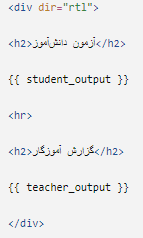 <div dir="rtl">
<h2>آزمون دانش‌آموز</h2>
{{ student_output }}
<hr>
<h2>گزارش آموزگار</h2>
{{ teacher_output }}
</div>